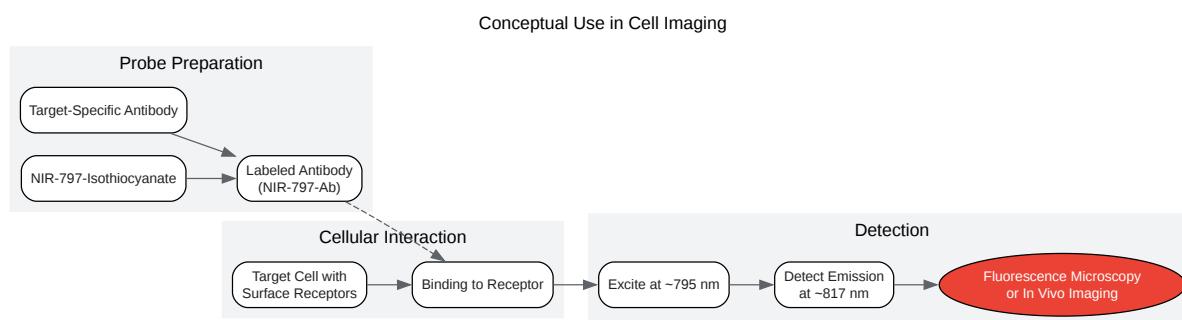 Conceptual Use in Cell Imaging
Probe Preparation
Target-Specific Antibody
NIR-797-Isothiocyanate
Labeled Antibody
(NIR-797-Ab)
Cellular Interaction
Target Cell with
Surface Receptors
Binding to Receptor
Detection
Excite at ~795 nm
Detect Emission
at ~817 nm
Fluorescence Microscopy
or In Vivo Imaging